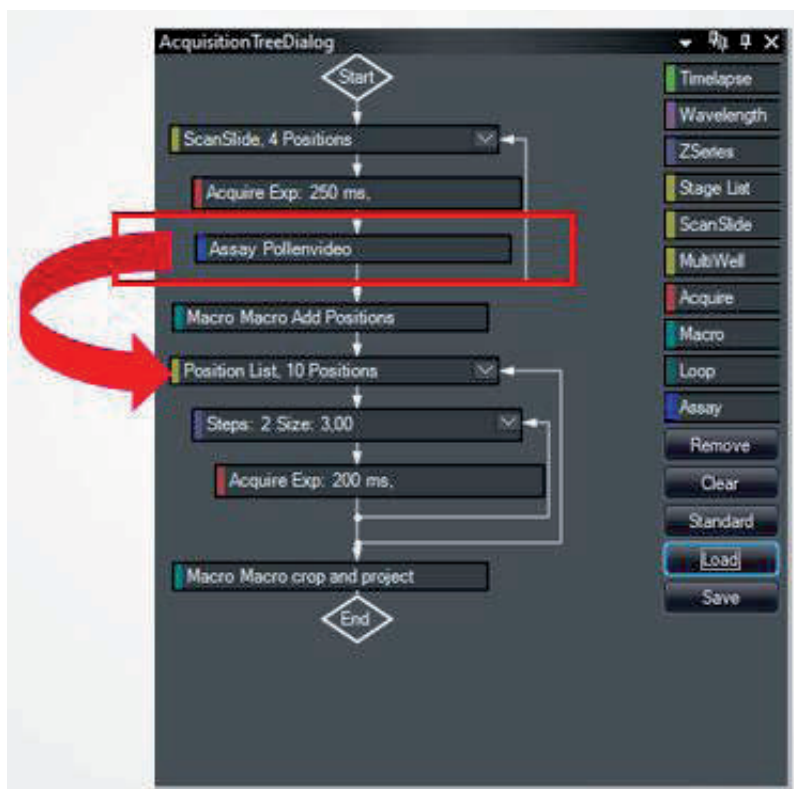 AcquisitionTreeDialog
Start
ScanSlide, 4 Positions
Acquire Exp: 250 ms,
Assay Pollenvideo
Macro Macro Add Positions
Position List, 10 Positions
Steps: 2 Size: 3,00
Acquire Exp: 200 ms,
Macro Macro crop and project
End
Timelapse
Wavelength
ZSeries
Stage List
ScanSlide
MultiWell
Acquire
Macro
Loop
Assay
Remove
Clear
Standard
Load
Save